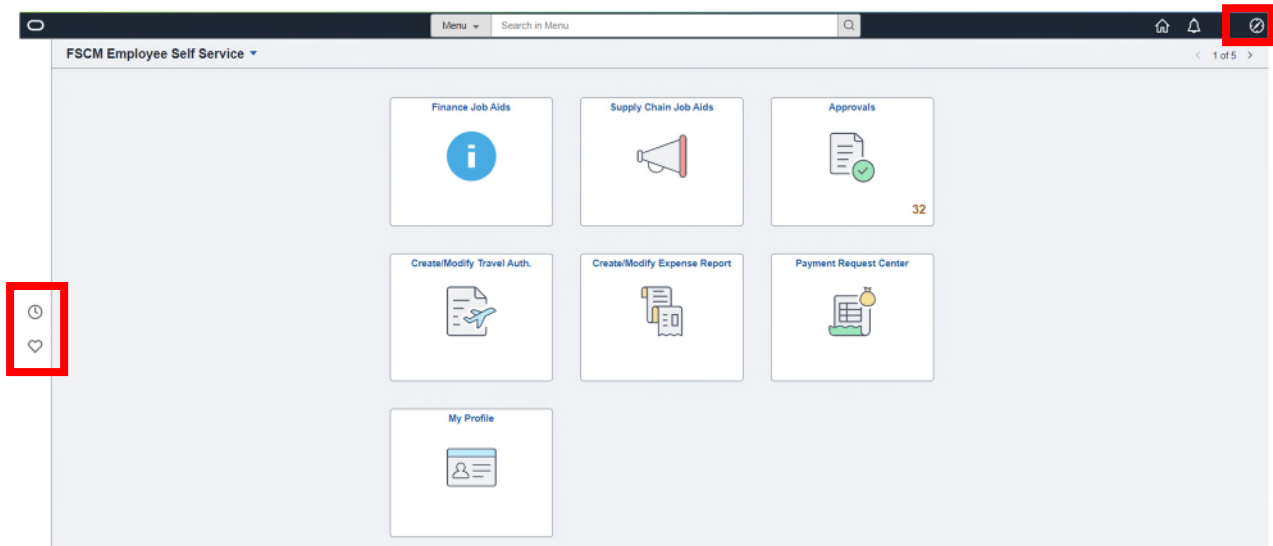 Menu
Search in Menu
FSCM Employee Self Service
1 of 5
Finance Job Aids
Supply Chain Job Aids
Approvals
32
Create/Modify Travel Auth.
Create/Modify Expense Report
Payment Request Center
My Profile